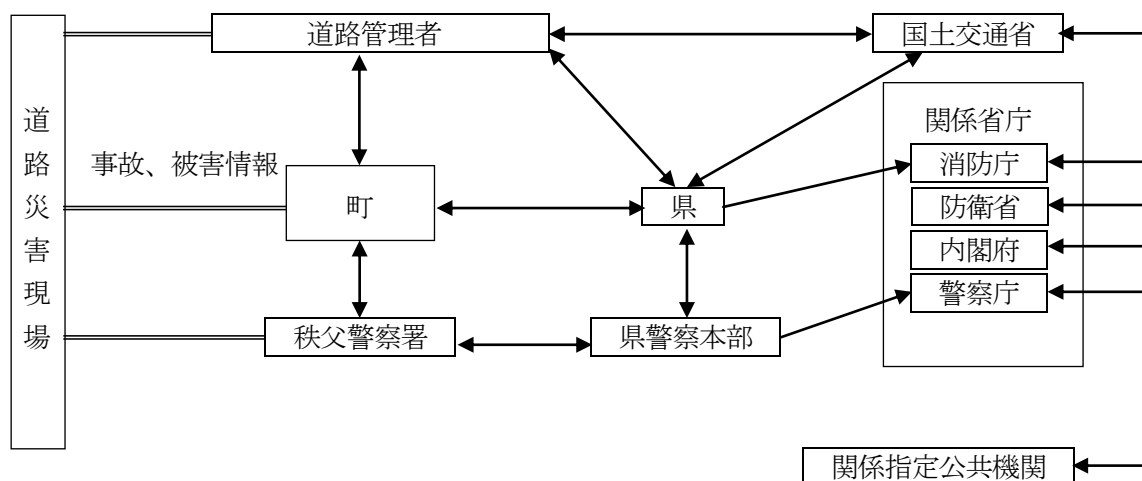 道路管理者
国土交通省
道路災害現場
関係省庁
事故、被害情報
消防庁
町
県
防衛省
内閣府
警察庁
秩父警察署
県警察本部
関係指定公共機関